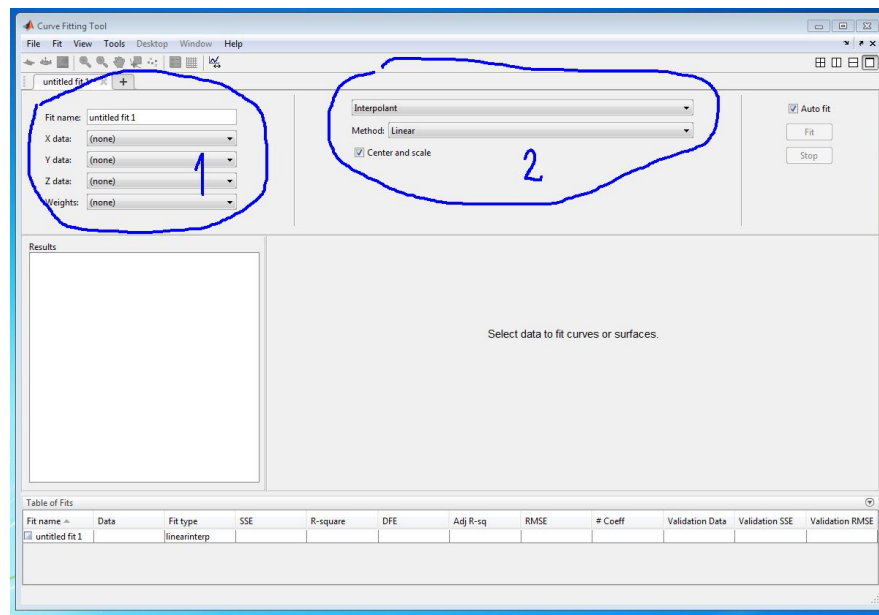 Curve Fitting Tool
File Fit View Tools Desktop Window Help
untitled fit 1
Fit name: untitled fit 1
X data: (none)
Y data: (none)
Z data: (none)
Weights: (none)
1
Interpolant
Method: Linear
Center and scale
2
Auto fit
Fit
Stop
Results
Select data to fit curves or surfaces.
Table of Fits
Fit name Data Fit type SSE R-square DFE Adj R-sq RMSE # Coeff Validation Data Validation SSE Validation RMSE
untitled fit 1 linearinterp